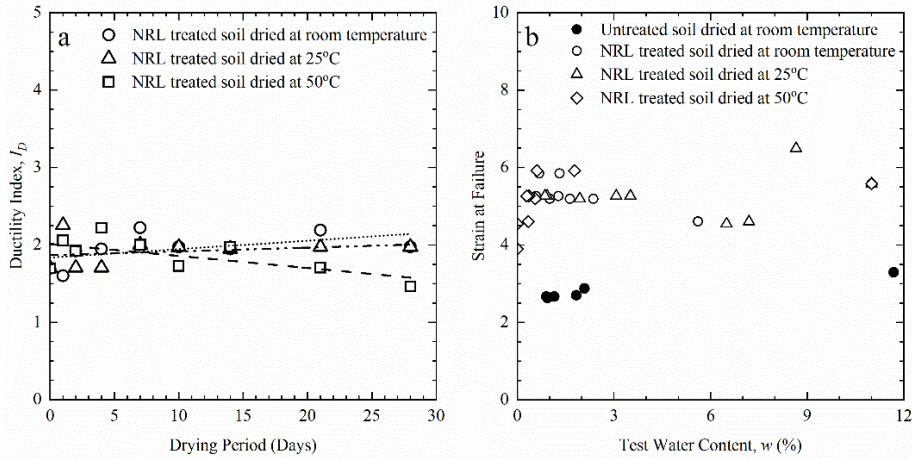 a
NRL treated soil dried at room temperature
NRL treated soil dried at 25°C
NRL treated soil dried at 50°C
5
4
3
2
1
0
Ductility Index, I_D
0 5 10 15 20 25 30
Drying Period (Days)
b
Untreated soil dried at room temperature
NRL treated soil dried at room temperature
NRL treated soil dried at 25°C
NRL treated soil dried at 50°C
10
8
6
4
2
0
Strain at Failure
0 3 6 9 12
Test Water Content, w (%)